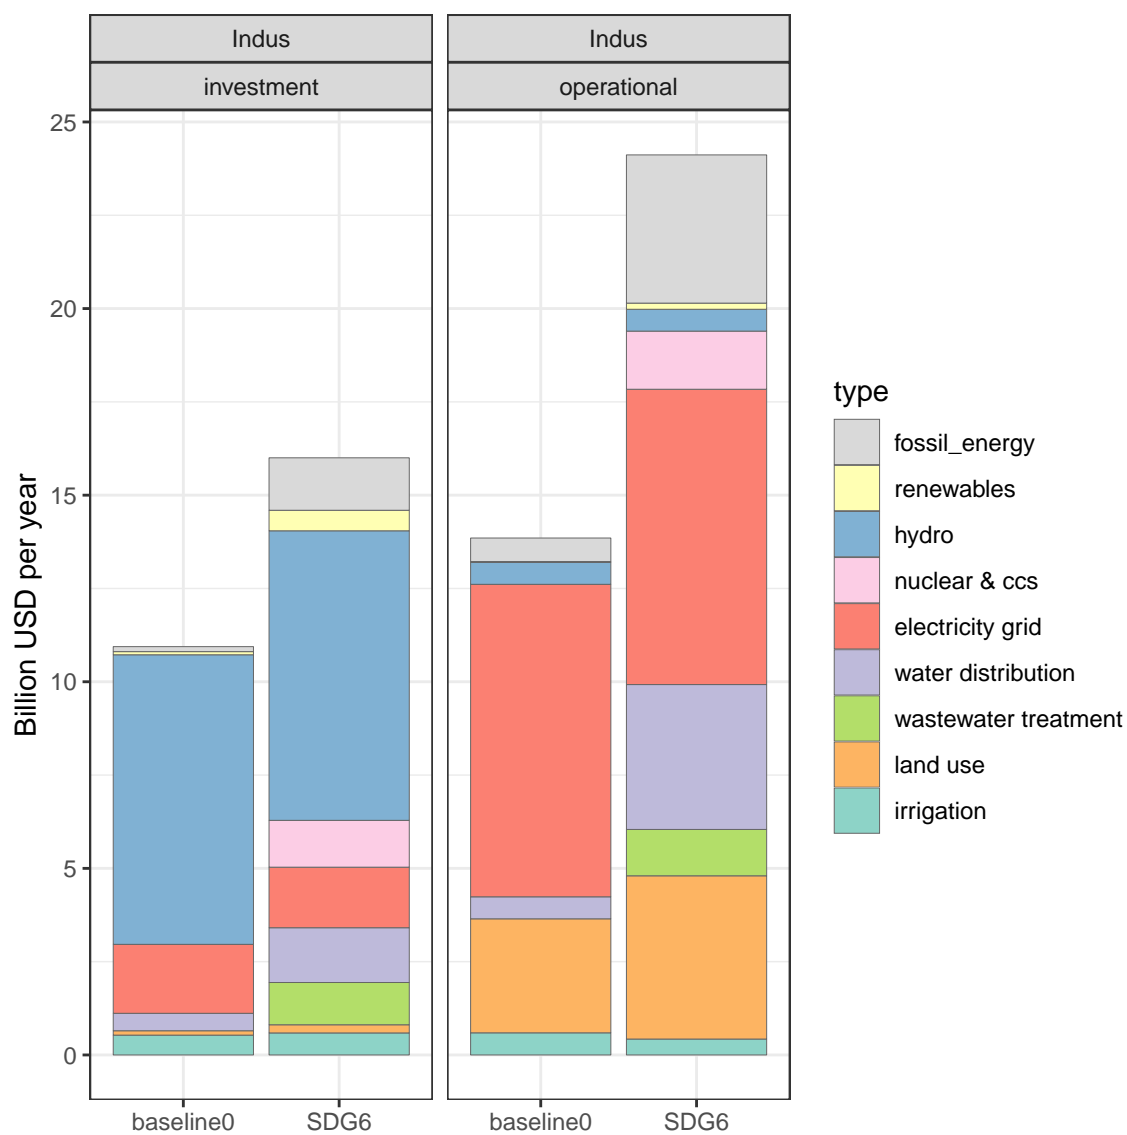 Indus
Indus
investment
operational
Billion USD per year
25
20
15
10
5
0
baseline0
SDG6
baseline0
SDG6
type
fossil_energy
renewables
hydro
nuclear & ccs
electricity grid
water distribution
wastewater treatment
land use
irrigation